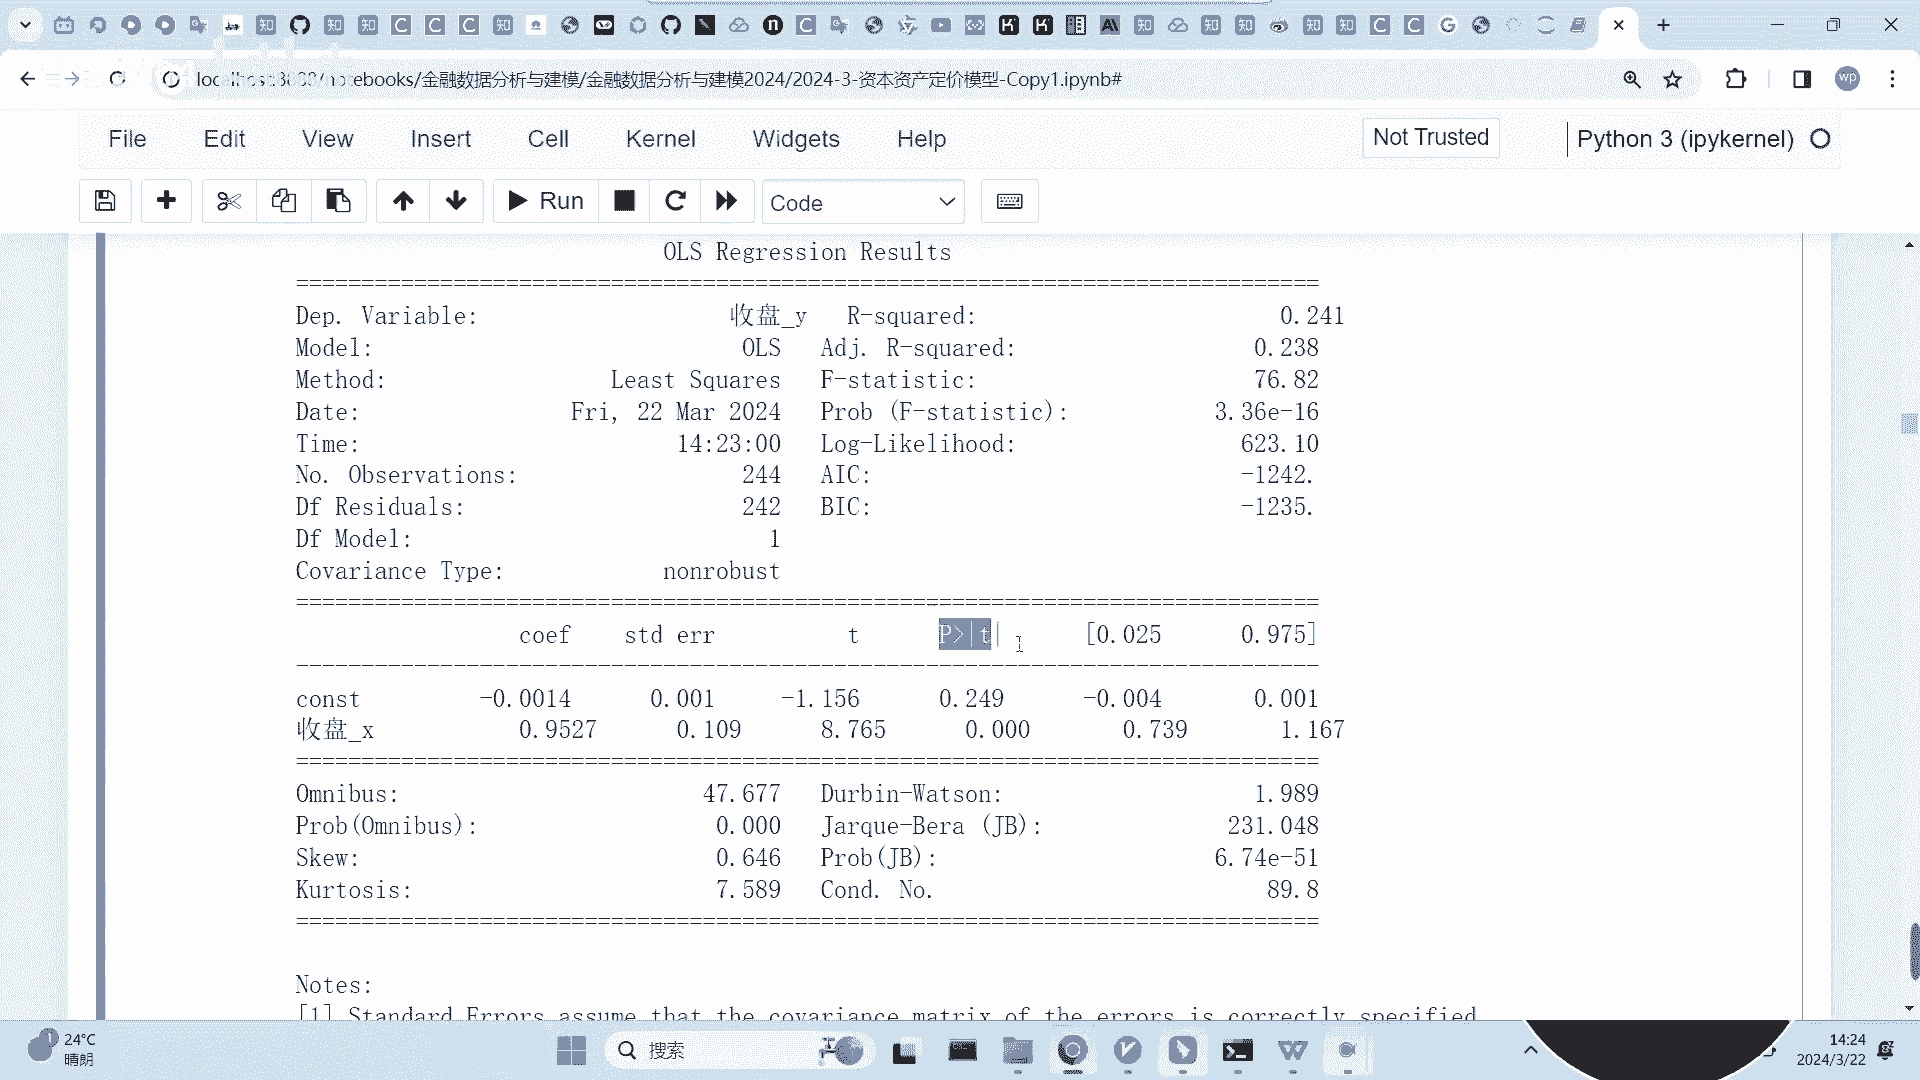 localhost:8888/notebooks/金融数据分析与建模/金融数据分析与建模2024/2024-3-资本资产定价模型-Copy1.ipynb#
wp
File Edit View Insert Cell Kernel Widgets Help Not Trusted Python 3 (ipykernel)
Run Code
OLS Regression Results
Dep. Variable: 收盘_y R-squared: 0.241
Model: OLS Adj. R-squared: 0.238
Method: Least Squares F-statistic: 76.82
Date: Fri, 22 Mar 2024 Prob (F-statistic): 3.36e-16
Time: 14:23:00 Log-Likelihood: 623.10
No. Observations: 244 AIC: -1242.
Df Residuals: 242 BIC: -1235.
Df Model: 1
Covariance Type: nonrobust
coef std err t P>|t| [0.025 0.975]
const -0.0014 0.001 -1.156 0.249 -0.004 0.001
收盘_x 0.9527 0.109 8.765 0.000 0.739 1.167
Omnibus: 47.677 Durbin-Watson: 1.989
Prob(Omnibus): 0.000 Jarque-Bera (JB): 231.048
Skew: 0.646 Prob(JB): 6.74e-51
Kurtosis: 7.589 Cond. No. 89.8
Notes:
[1] Standard Errors assume that the covariance matrix of the errors is correctly specified
24°C
晴朗
搜索
14:24
2024/3/22